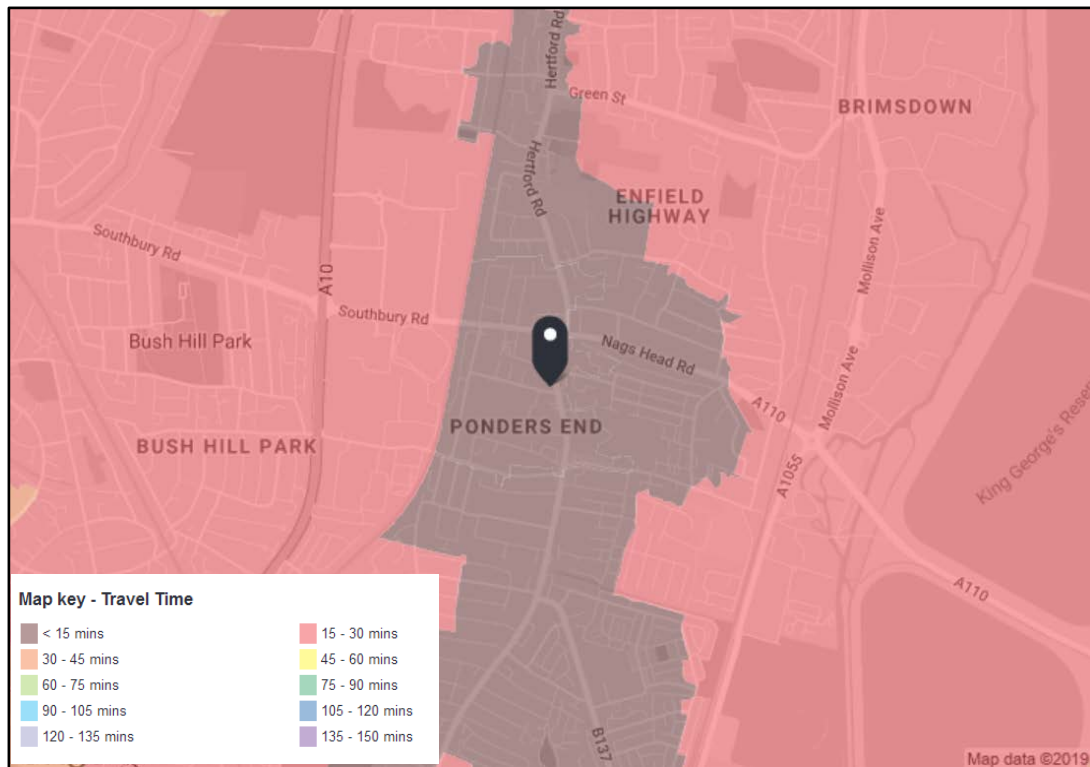 Hertford Rd
Green St
BRIMSDOWN
Hertford Rd
ENFIELD
HIGHWAY
Mollison Ave
Southbury Rd
A10
Southbury Rd
Bush Hill Park
Nags Head Rd
Mollison Ave
A110
PONDERS END
BUSH HILL PARK
A1055
King George's Reser
A110
B137
Map key - Travel Time
< 15 mins
15 - 30 mins
30 - 45 mins
45 - 60 mins
60 - 75 mins
75 - 90 mins
90 - 105 mins
105 - 120 mins
120 - 135 mins
135 - 150 mins
Map data ©2019